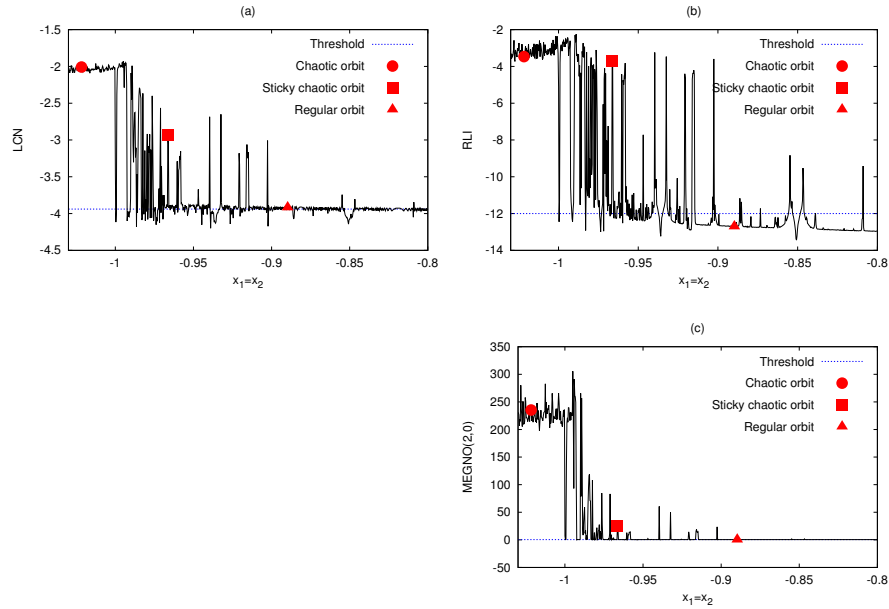 (a)
-1.5
-2
-2.5
-3
-3.5
-4
-4.5
LCN
Threshold
Chaotic orbit
Sticky chaotic orbit
Regular orbit
-1
-0.95
-0.9
-0.85
-0.8
x1=x2
(b)
-2
-4
-6
-8
-10
-12
-14
RLI
Threshold
Chaotic orbit
Sticky chaotic orbit
Regular orbit
-1
-0.95
-0.9
-0.85
-0.8
x1=x2
(c)
350
300
250
200
150
100
50
0
-50
MEGNO(2,0)
Threshold
Chaotic orbit
Sticky chaotic orbit
Regular orbit
-1
-0.95
-0.9
-0.85
-0.8
x1=x2